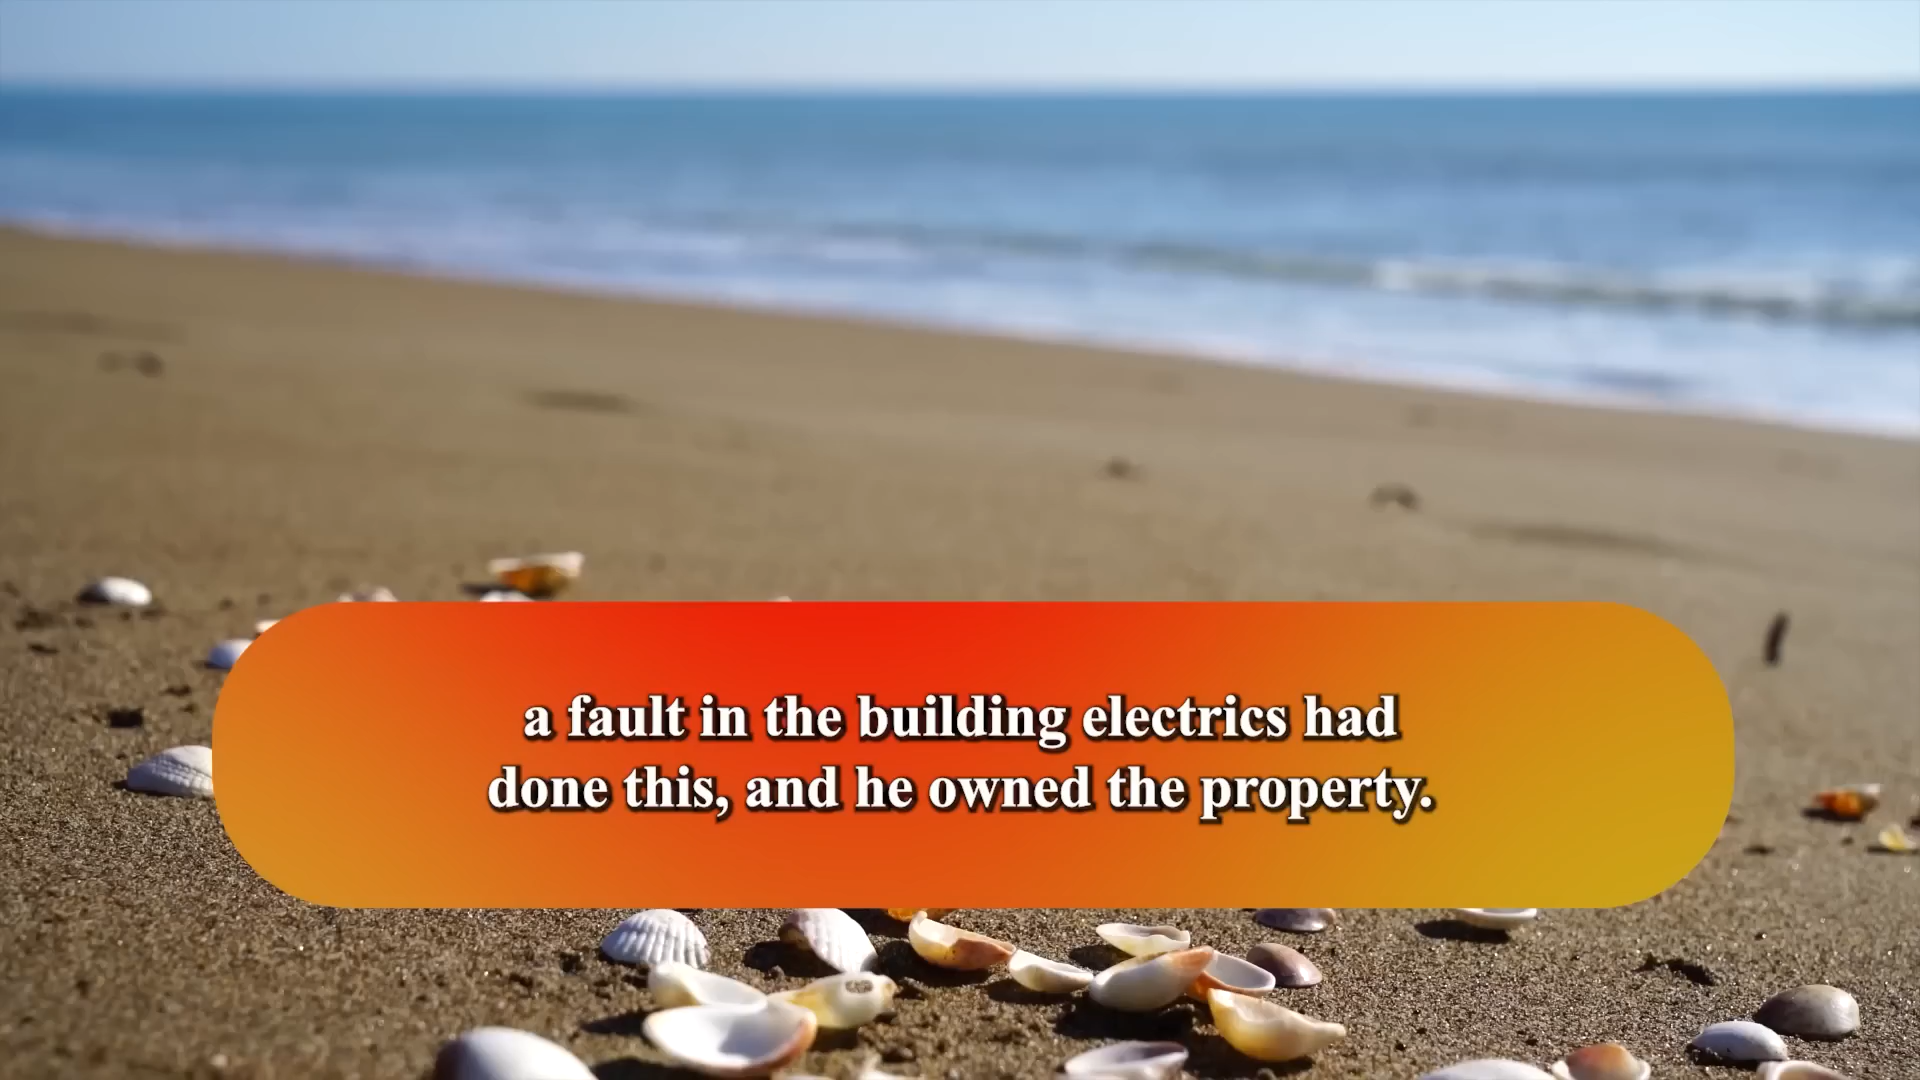 a fault in the building electrics had
done this, and he owned the property.